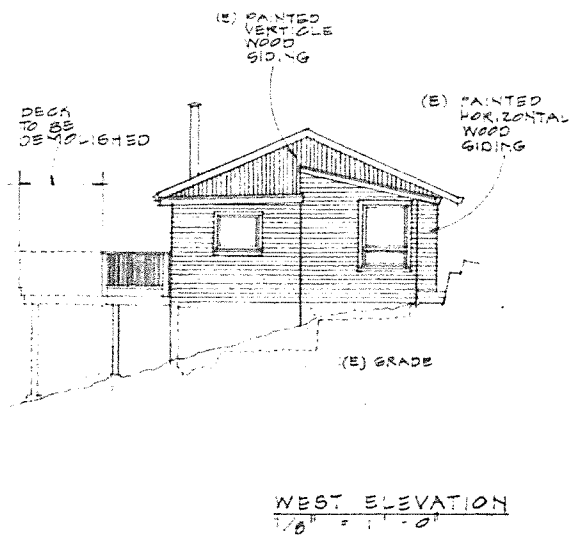 (E) PAINTED
VERTICLE
WOOD
SIDING
DECK
TO BE
DEMOLISHED
(E) PAINTED
HORIZONTAL
WOOD
SIDING
(E) GRADE
WEST ELEVATION
1/8" = 1'-0"